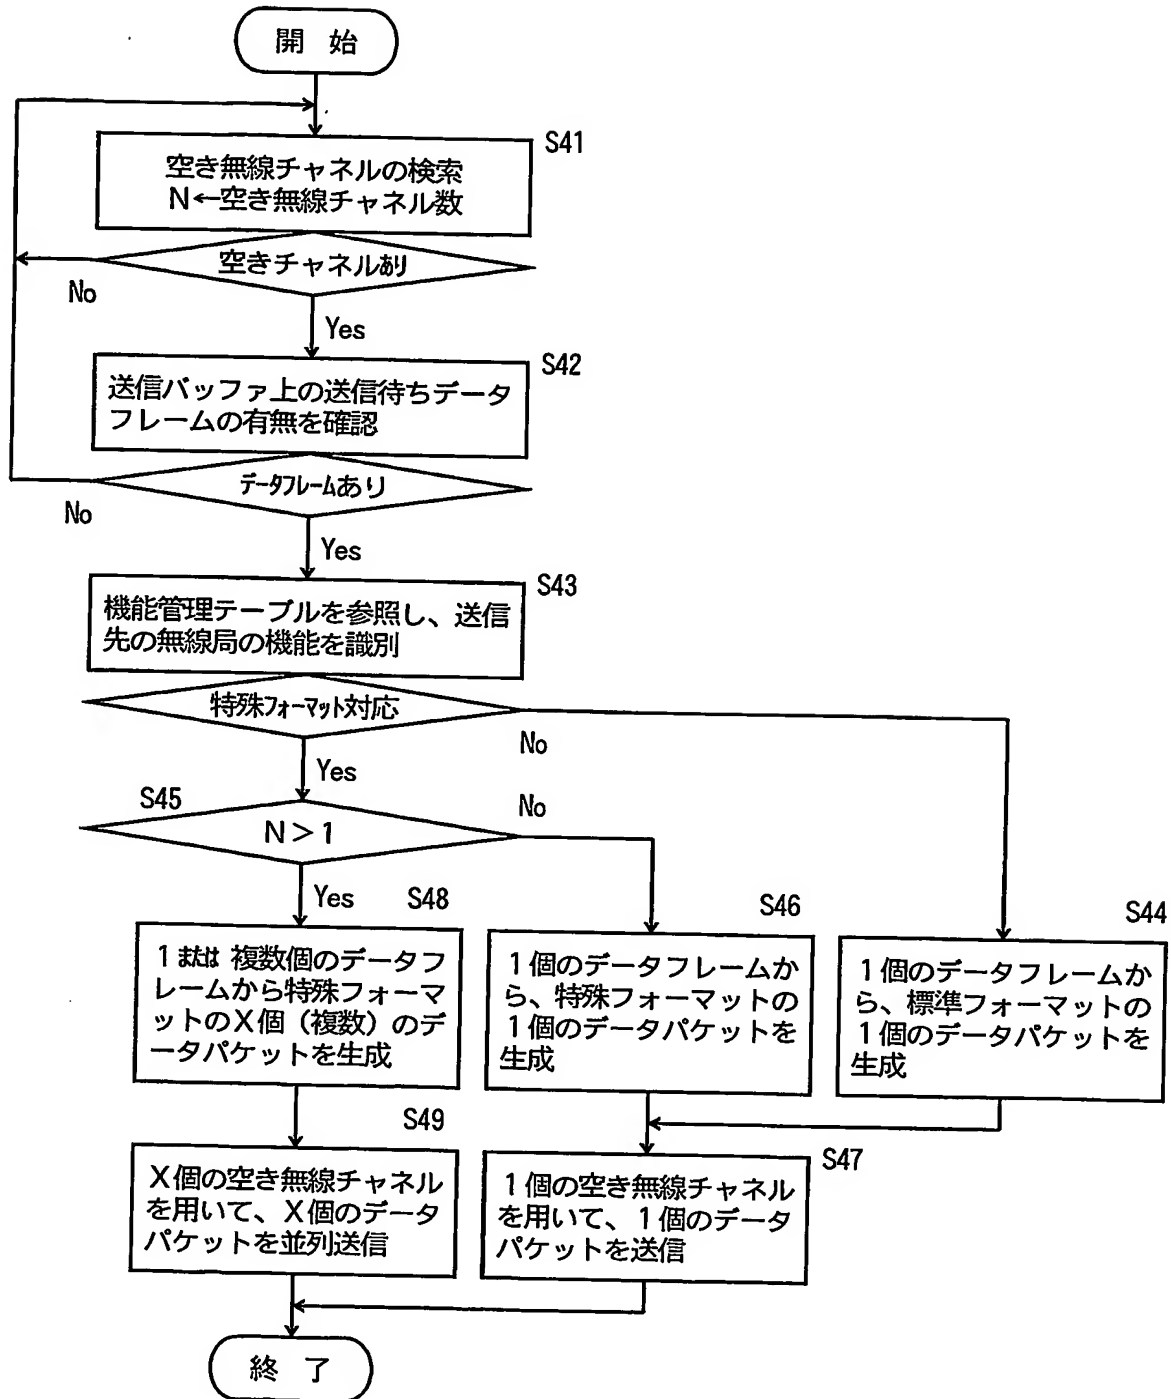 開 始
S41
空き無線チャネルの検索
N←空き無線チャネル数
空きチャネルあり
No
Yes
S42
送信バッファ上の送信待ちデータ
フレームの有無を確認
データフレームあり
No
Yes
S43
機能管理テーブルを参照し、送信
先の無線局の機能を識別
特殊フォーマット対応
No
Yes
S45
No
N>1
Yes
S48
1または 複数個のデータフ
レームから特殊フォーマ
ットのX個(複数)のデ
ータパケットを生成
S46
1個のデータフレームか
ら、特殊フォーマットの
1個のデータパケットを
生成
S44
1個のデータフレームか
ら、標準フォーマットの
1個のデータパケットを
生成
S49
X個の空き無線チャネル
を用いて、X個のデータ
パケットを並列送信
S47
1個の空き無線チャネル
を用いて、1個のデータ
パケットを送信
終 了